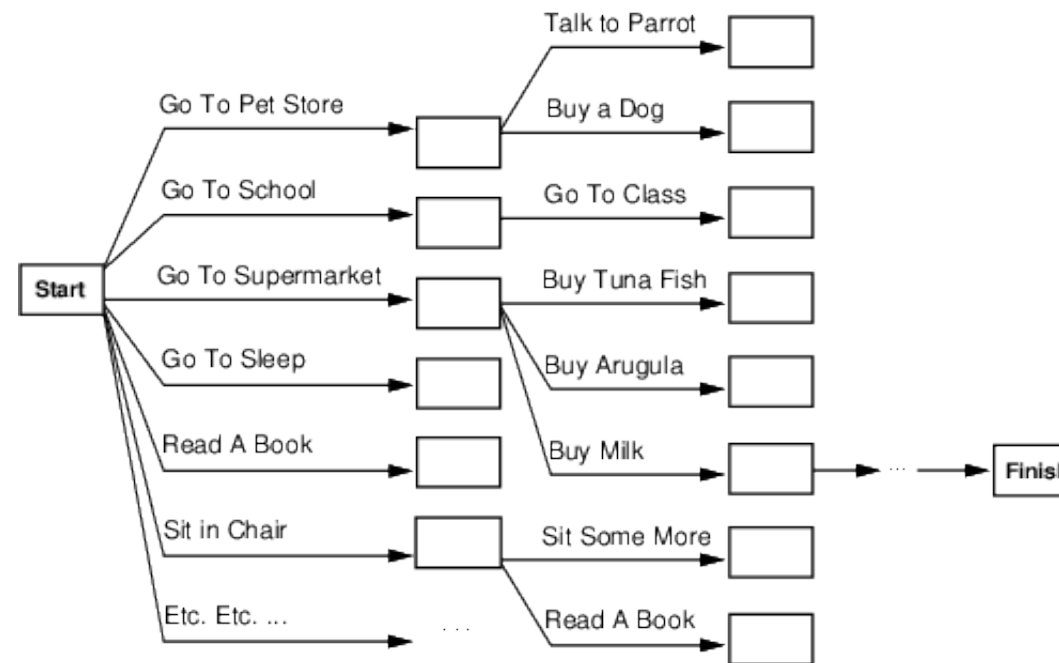 Talk to Parrot
Go To Pet Store
Buy a Dog
Go To School
Go To Class
Start
Go To Supermarket
Buy Tuna Fish
Go To Sleep
Buy Arugula
Read A Book
Buy Milk
...
Finish
Sit in Chair
Sit Some More
Etc. Etc. ...
...
Read A Book